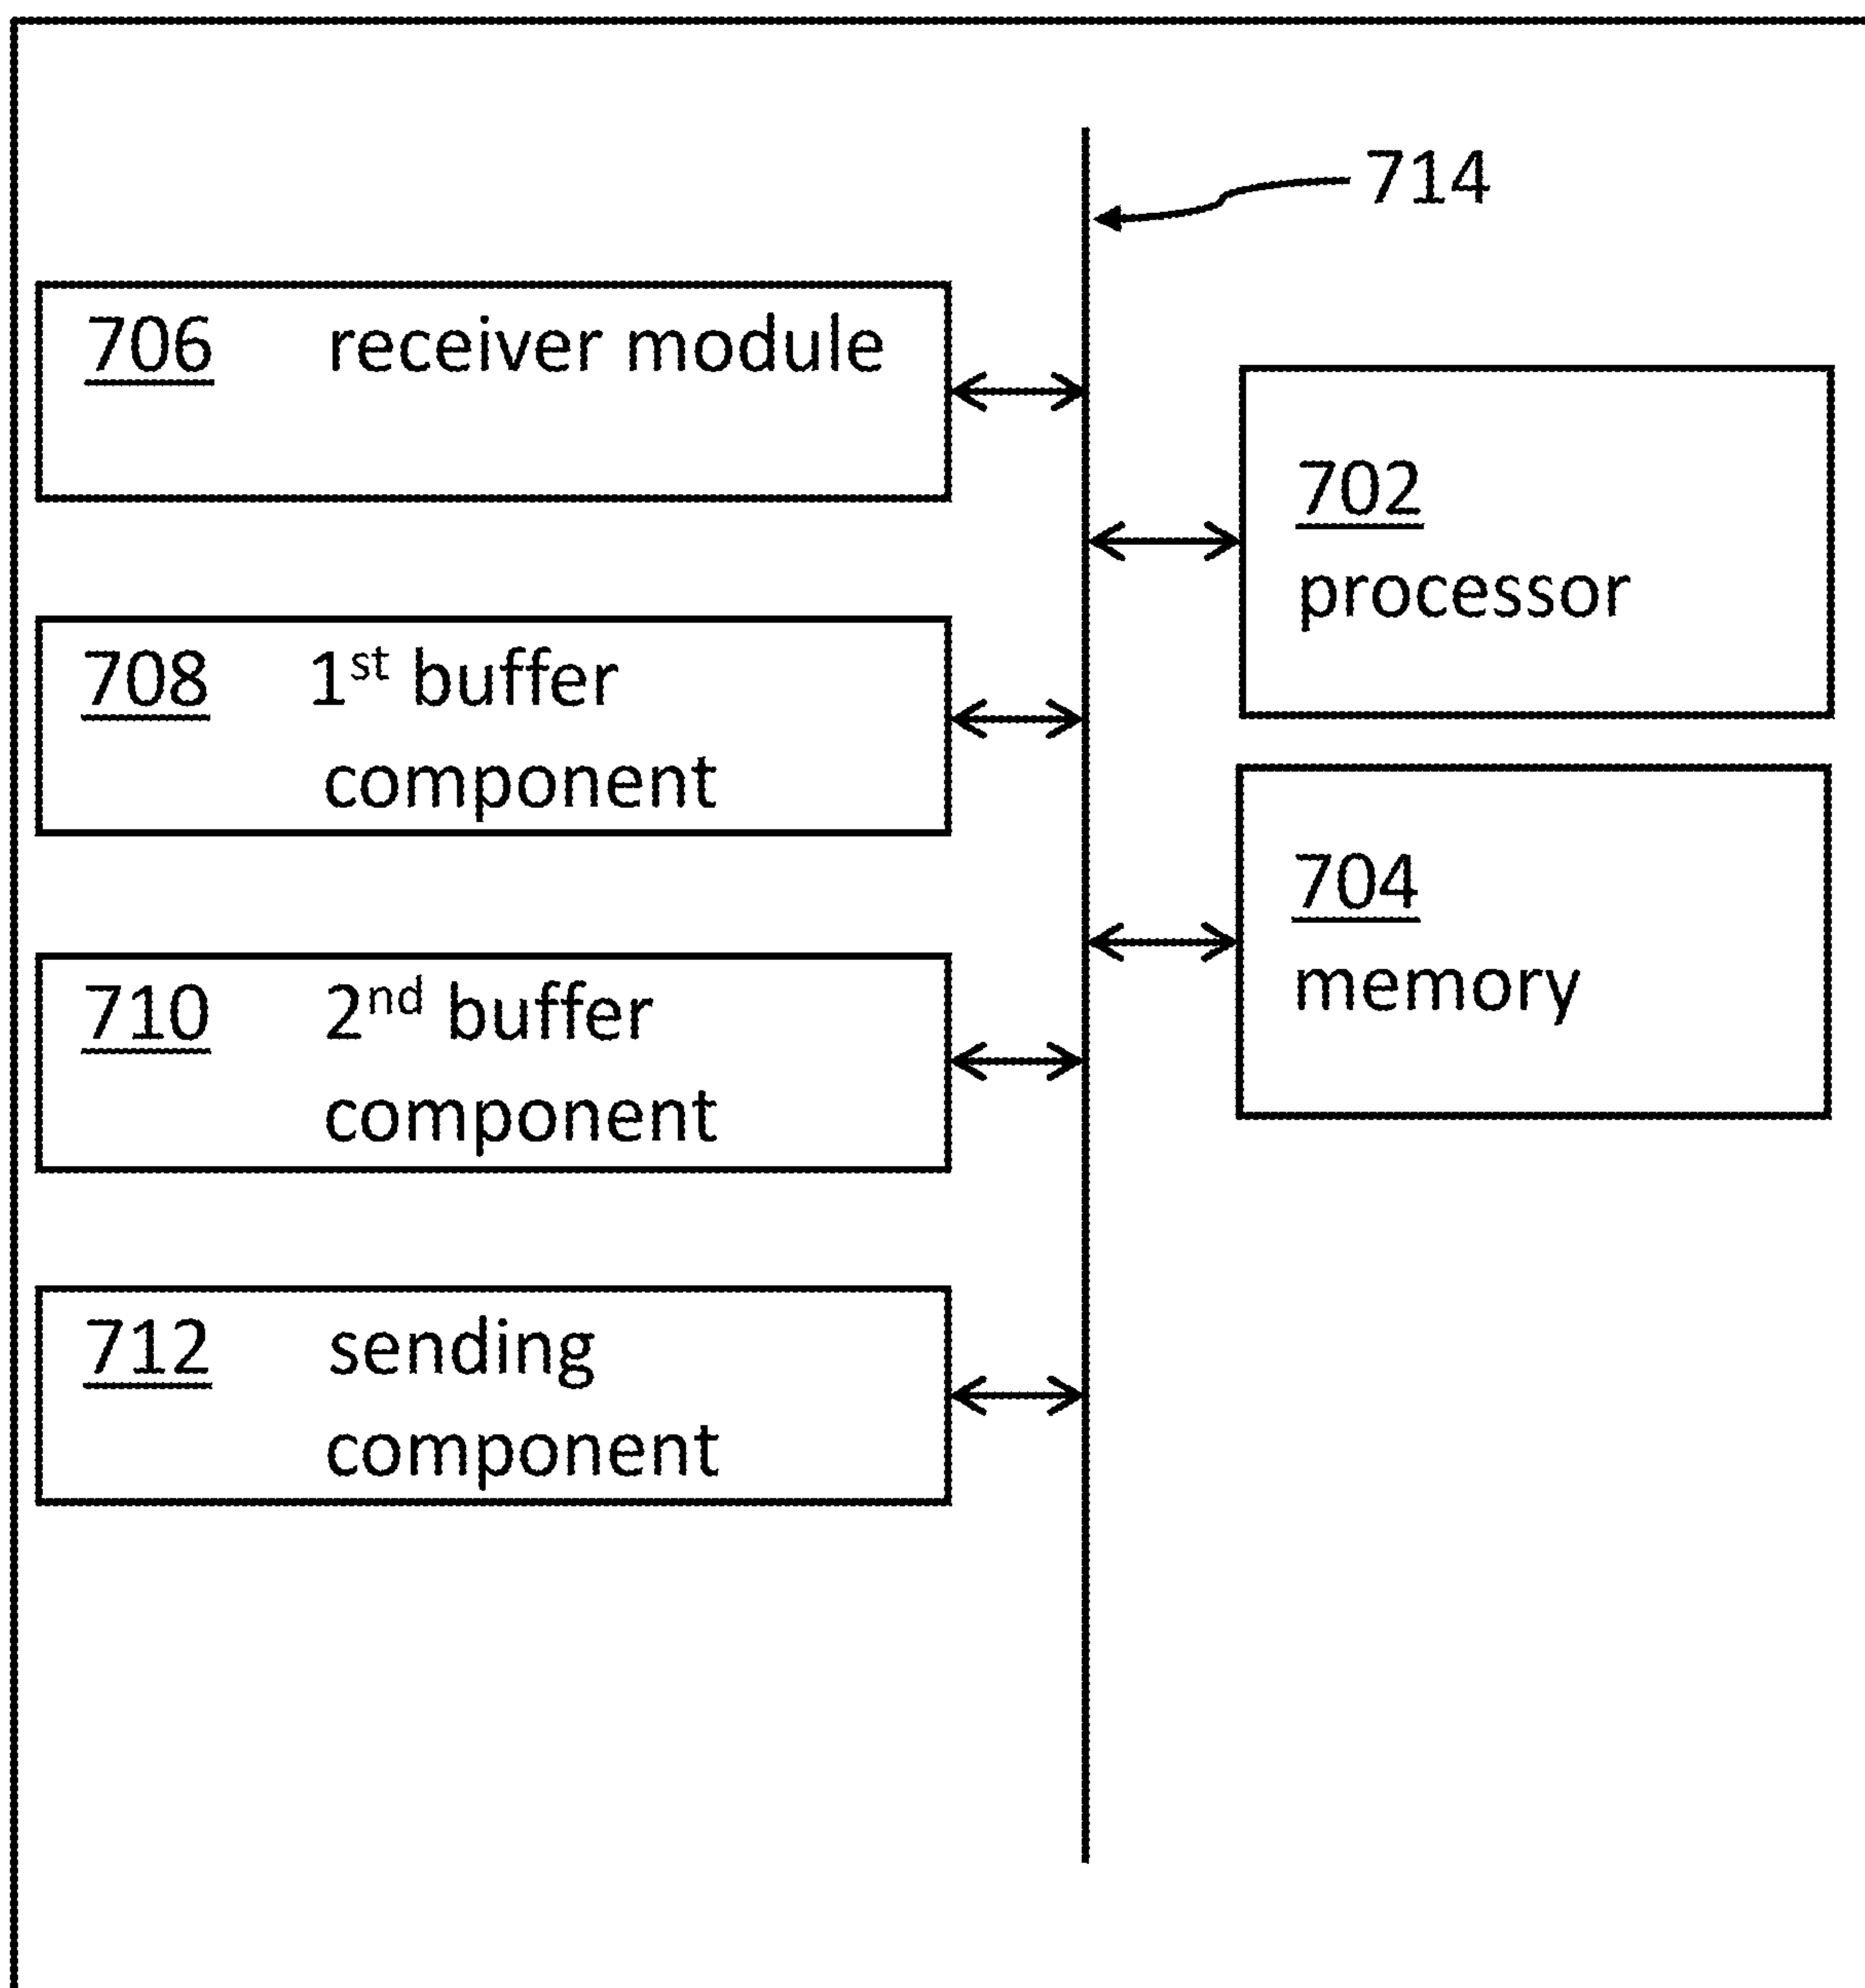 714
706 receiver module
702
processor
708 1st buffer
component
704
memory
710 2nd buffer
component
712 sending
component